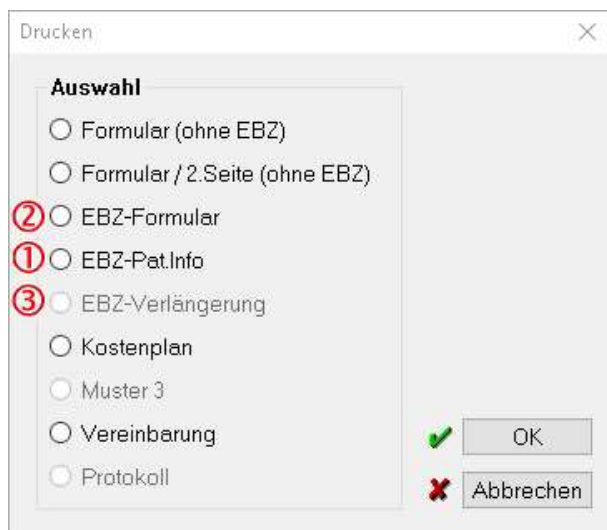 Drucken
Auswahl
Formular (ohne EBZ)
Formular / 2.Seite (ohne EBZ)
② EBZ-Formular
① EBZ-Pat.Info
③ EBZ-Verlängerung
Kostenplan
Muster 3
Vereinbarung
Protokoll
OK
Abbrechen